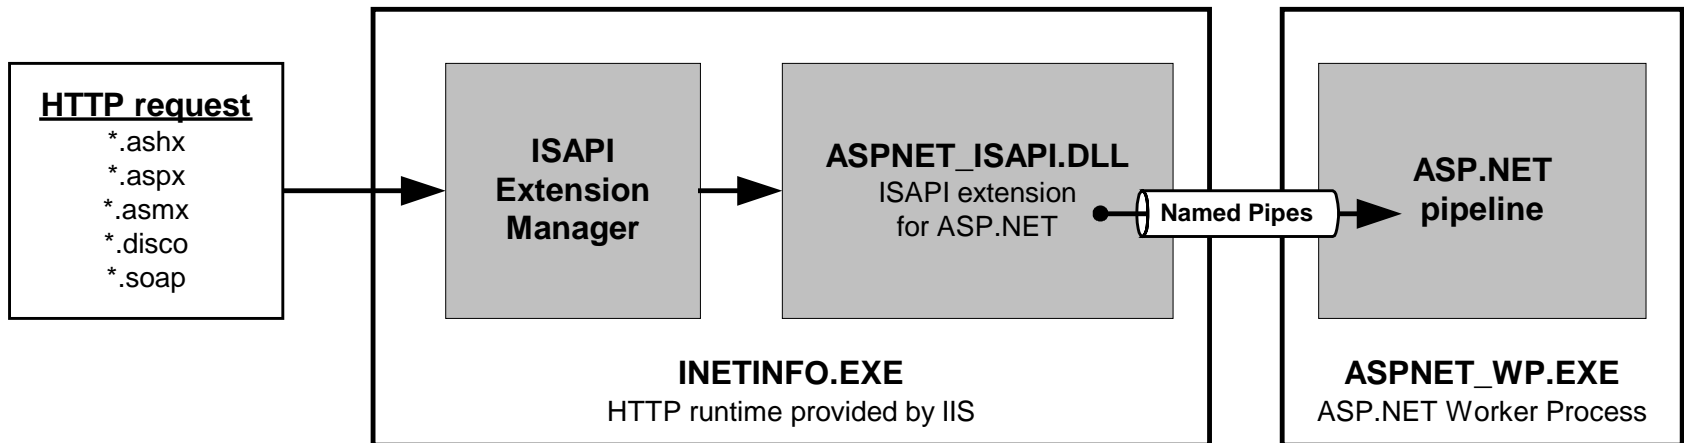 HTTP request
*.ashx
*.aspx
*.asmx
*.disco
*.soap
ISAPI
Extension
Manager
ASPNET_ISAPI.DLL
ISAPI extension
for ASP.NET
Named Pipes
ASP.NET
pipeline
INETINFO.EXE
HTTP runtime provided by IIS
ASPNET_WP.EXE
ASP.NET Worker Process